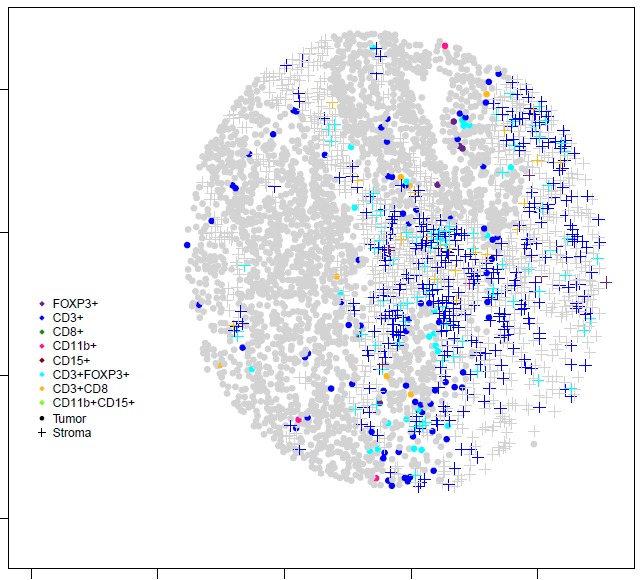 FOXP3+
CD3+
CD8+
CD11b+
CD15+
CD3+FOXP3+
CD3+CD8
CD11b+CD15+
Tumor
Stroma